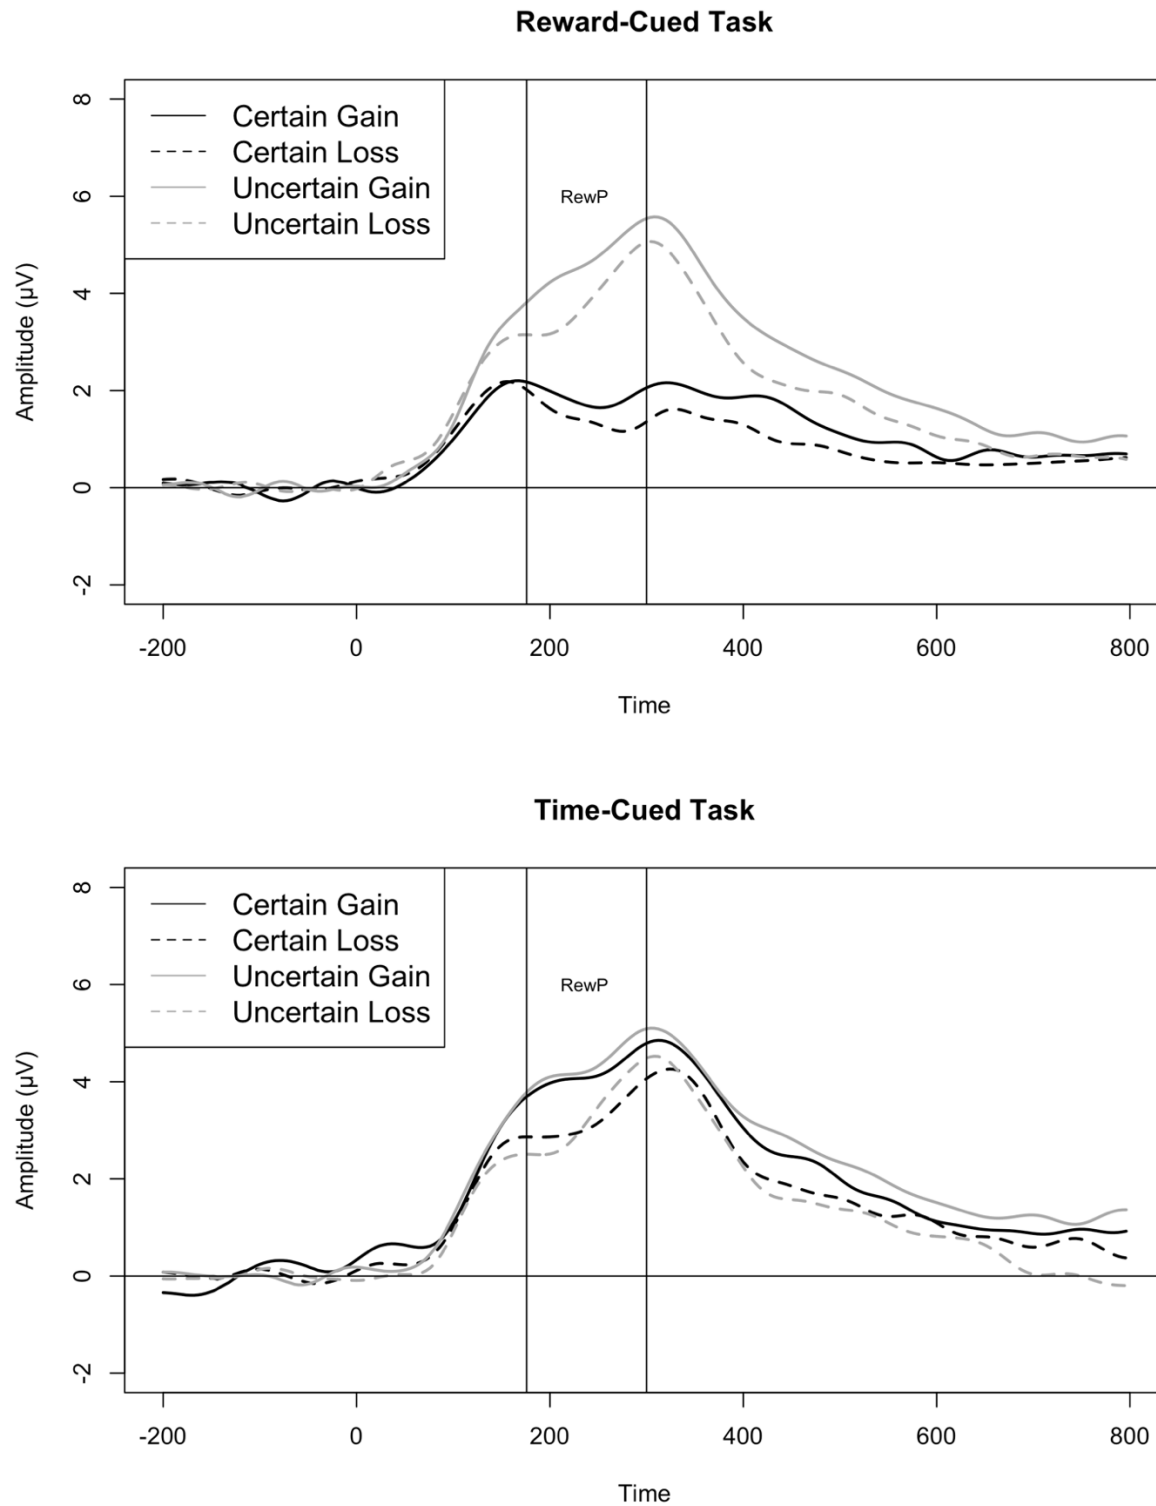 Reward-Cued Task
Certain Gain
Certain Loss
Uncertain Gain
Uncertain Loss
RewP
Amplitude (µV)
8
6
4
2
0
-2
-200 0 200 400 600 800
Time
Time-Cued Task
Certain Gain
Certain Loss
Uncertain Gain
Uncertain Loss
RewP
Amplitude (µV)
8
6
4
2
0
-2
-200 0 200 400 600 800
Time